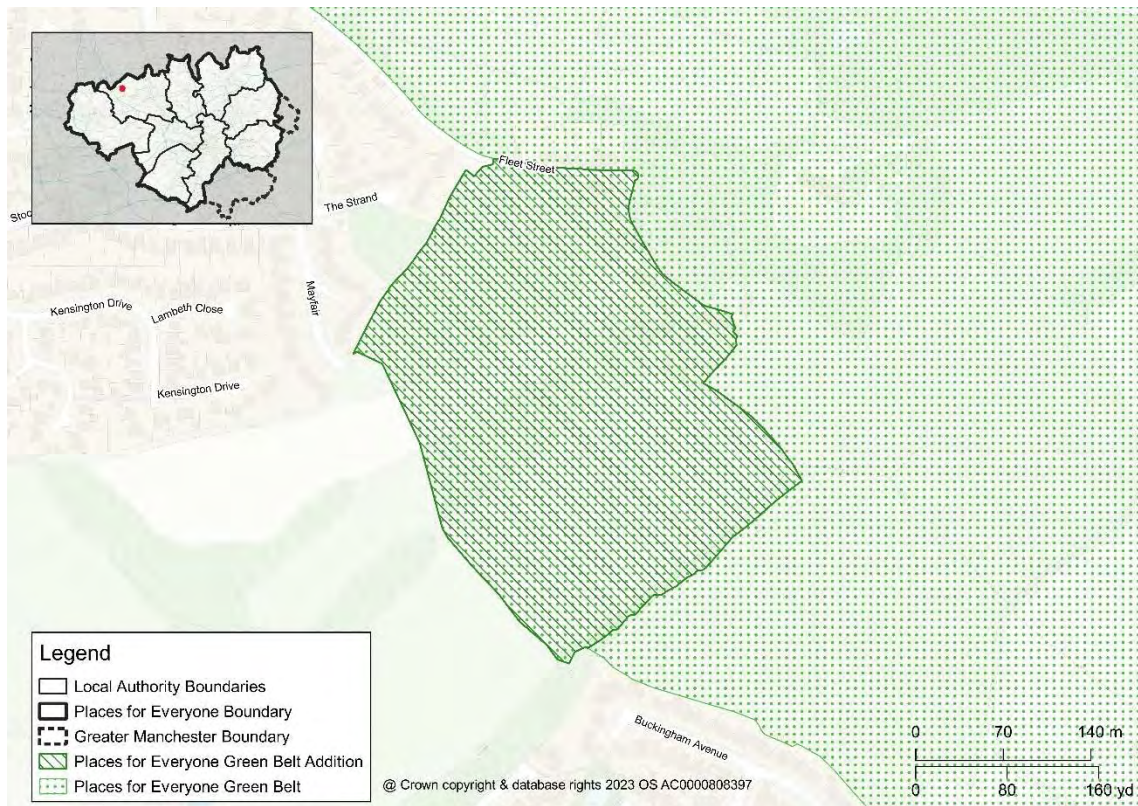 Fleet Street
The Strand
Mayfair
Kensington Drive
Lambeth Close
Kensington Drive
Buckingham Avenue
Legend
Local Authority Boundaries
Places for Everyone Boundary
Greater Manchester Boundary
Places for Everyone Green Belt Addition
Places for Everyone Green Belt
@ Crown copyright & database rights 2023 OS AC0000808397
0 70 140 m
0 80 160 yd